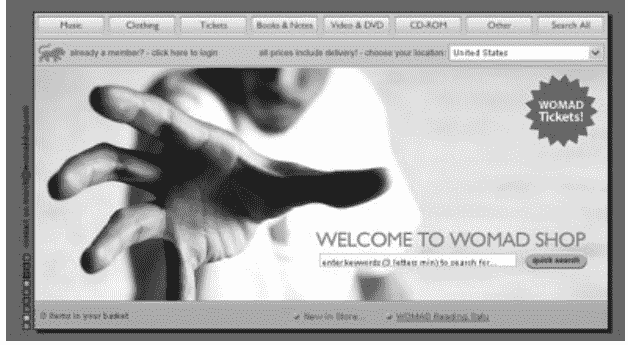 Music Clothing Tickets Books & Notes Video & DVD CD-ROM Other Search All
already a member? - click here to login all prices include delivery! - choose your location: United States
WOMAD
Tickets!
WELCOME TO WOMAD SHOP
enter keywords (3 letters min) to search for... quick search
0 items in your basket New in Store... WOMAD Reading
contact us: